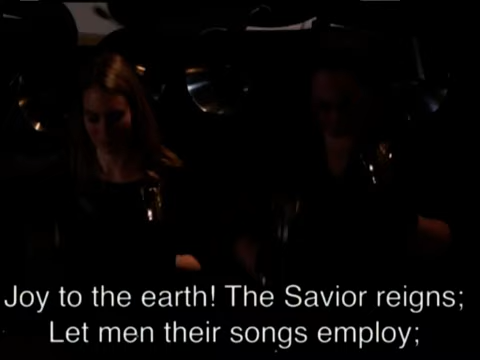 Joy to the earth! The Savior reigns;
Let men their songs employ;